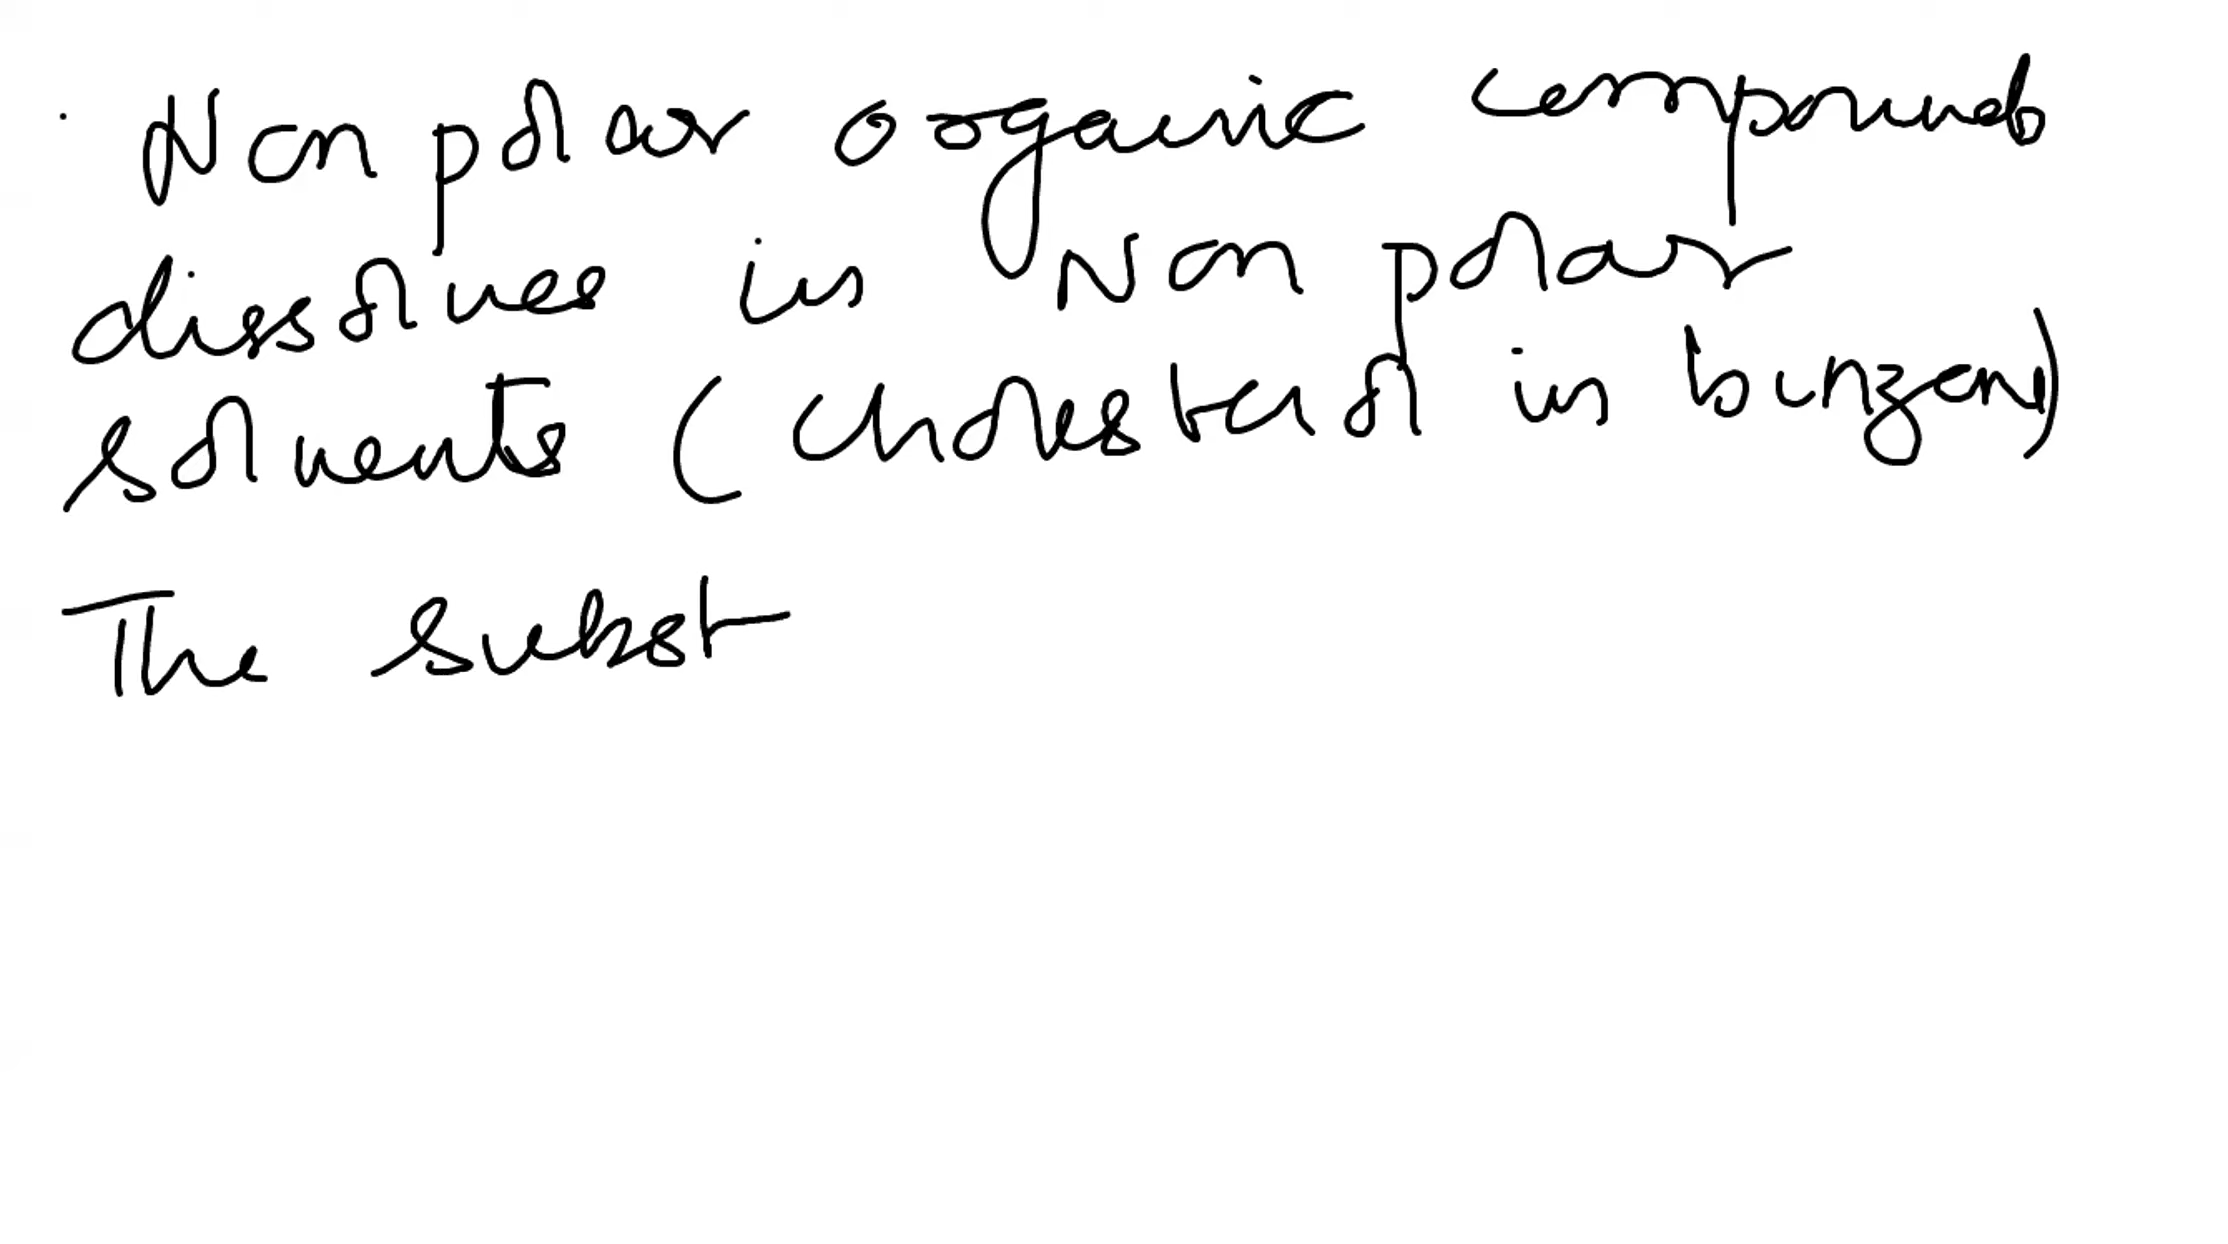 Non polar organic compounds
dissolves in Non polar
solvents (cholesterol in benzene)
The subst